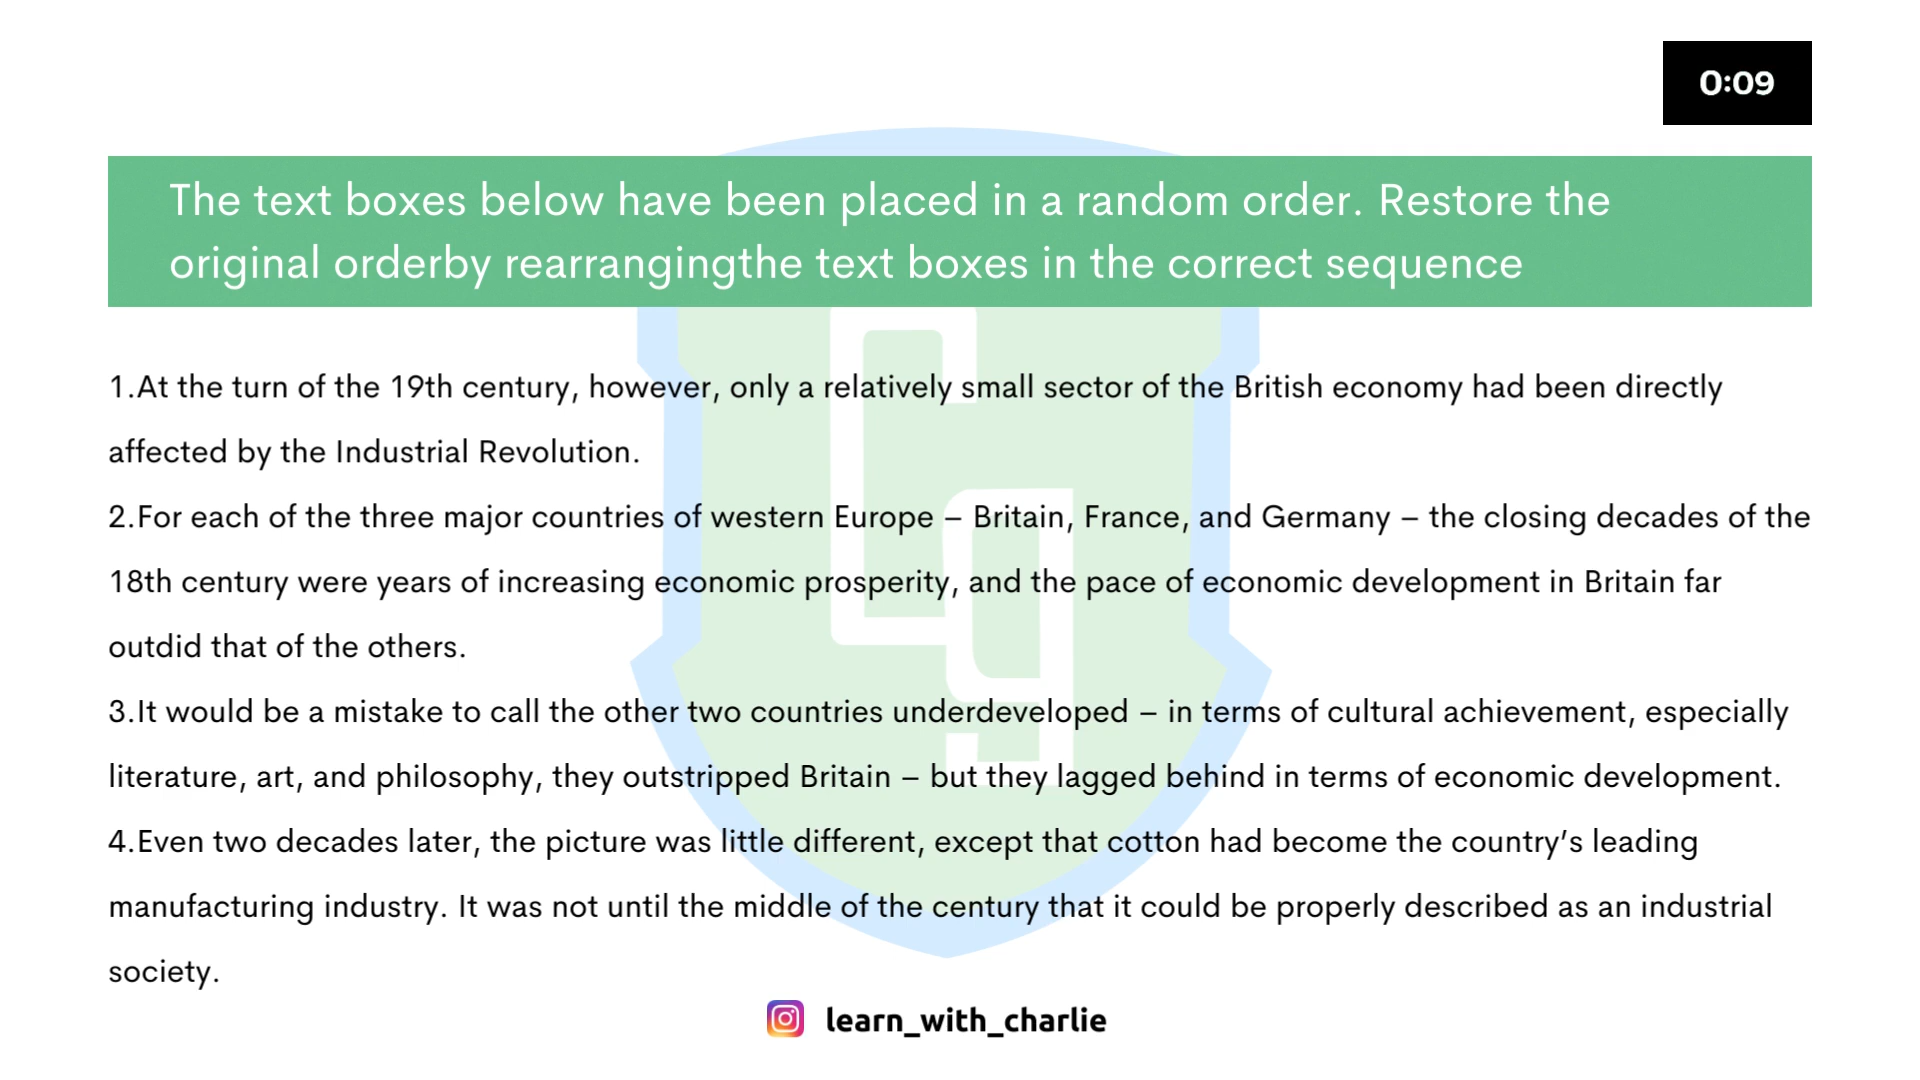 0:09
The text boxes below have been placed in a random order. Restore the
original orderby rearrangingthe text boxes in the correct sequence
1.At the turn of the 19th century, however, only a relatively small sector of the British economy had been directly
affected by the Industrial Revolution.
2.For each of the three major countries of western Europe – Britain, France, and Germany – the closing decades of the
18th century were years of increasing economic prosperity, and the pace of economic development in Britain far
outdid that of the others.
3.It would be a mistake to call the other two countries underdeveloped – in terms of cultural achievement, especially
literature, art, and philosophy, they outstripped Britain – but they lagged behind in terms of economic development.
4.Even two decades later, the picture was little different, except that cotton had become the country’s leading
manufacturing industry. It was not until the middle of the century that it could be properly described as an industrial
society.
learn_with_charlie